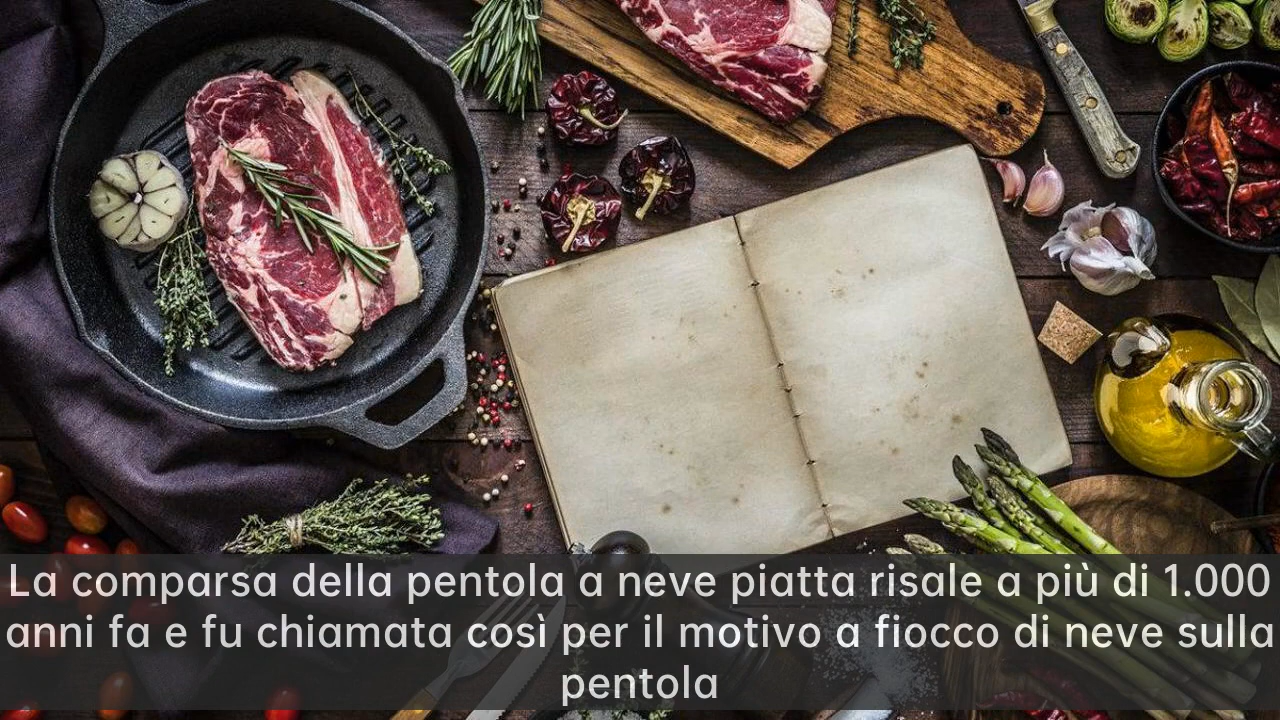 La comparsa della pentola a neve piatta risale a più di 1.000
anni fa e fu chiamata così per il motivo a fiocco di neve sulla
pentola